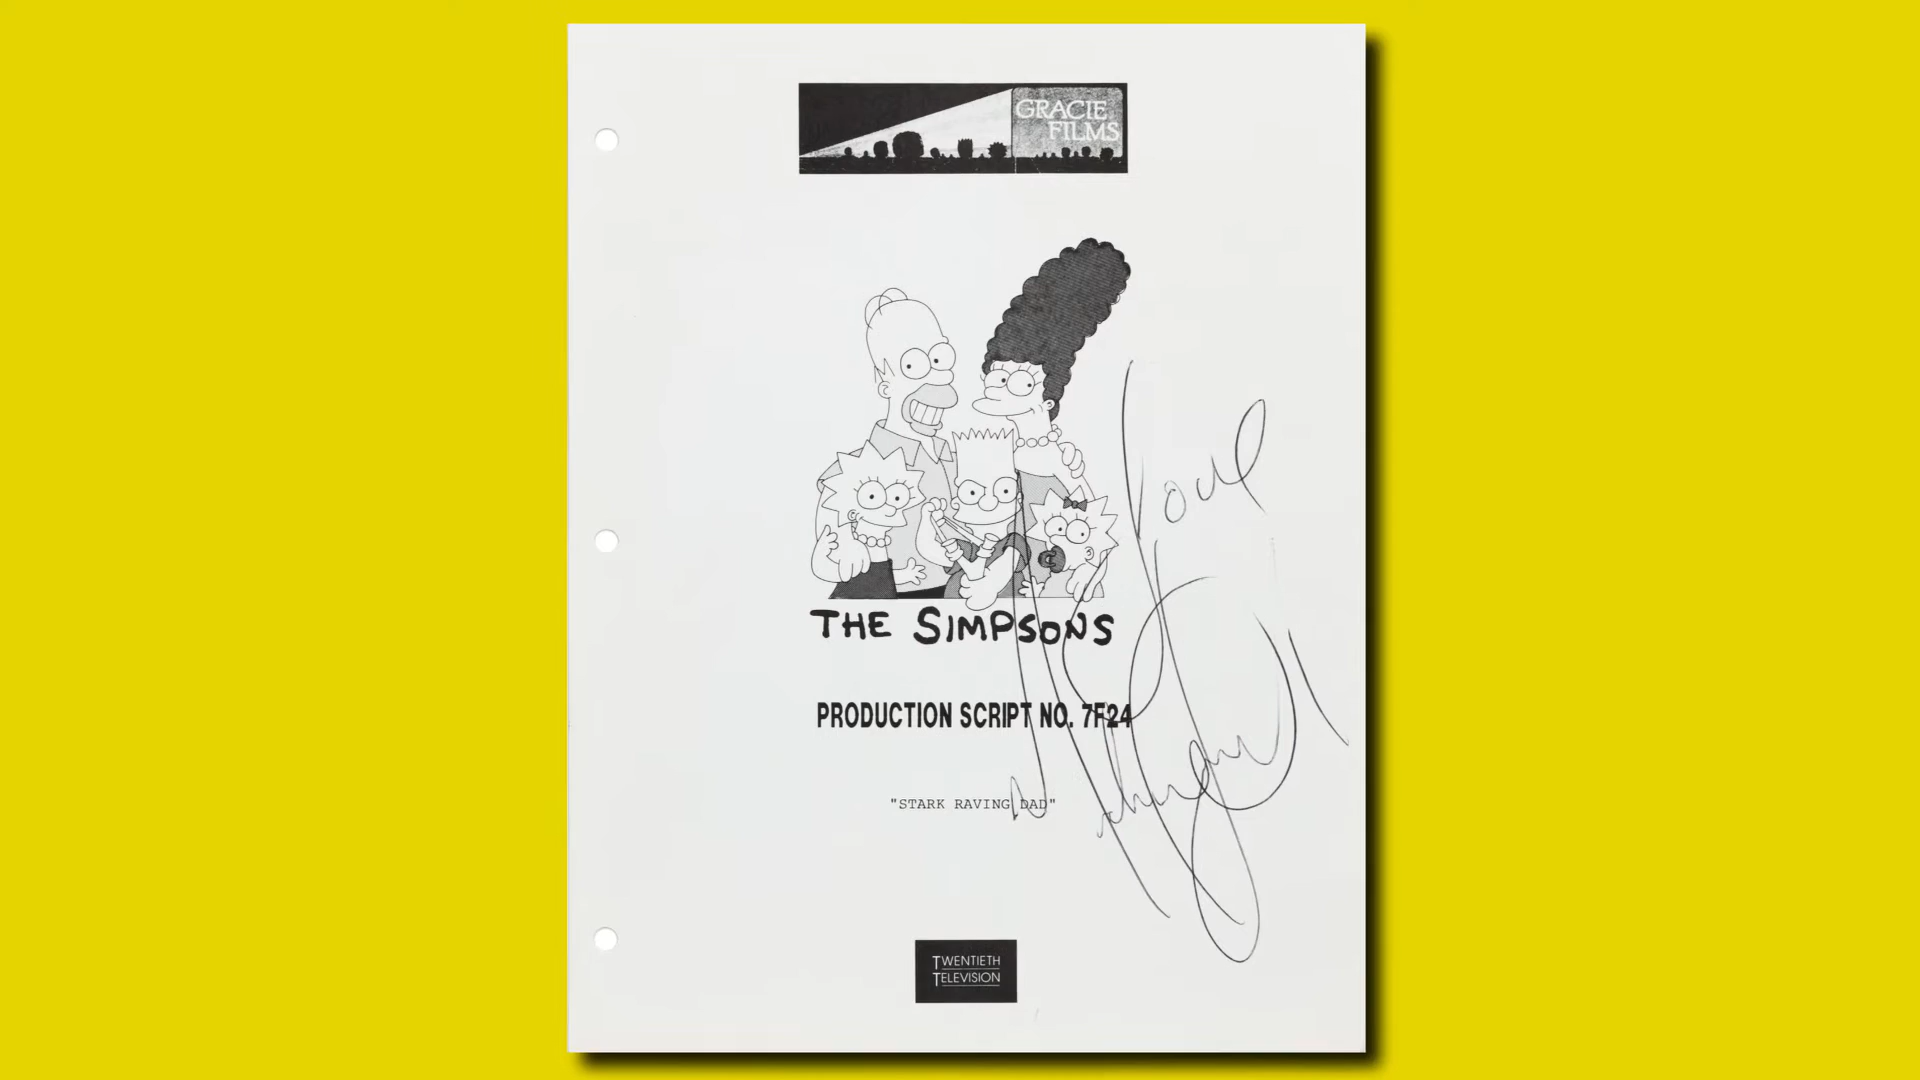 GRACIE
FILMS
Love
THE SIMPSONS
PRODUCTION SCRIPT NO. 7F24
"STARK RAVING DAD"
TWENTIETH
TELEVISION